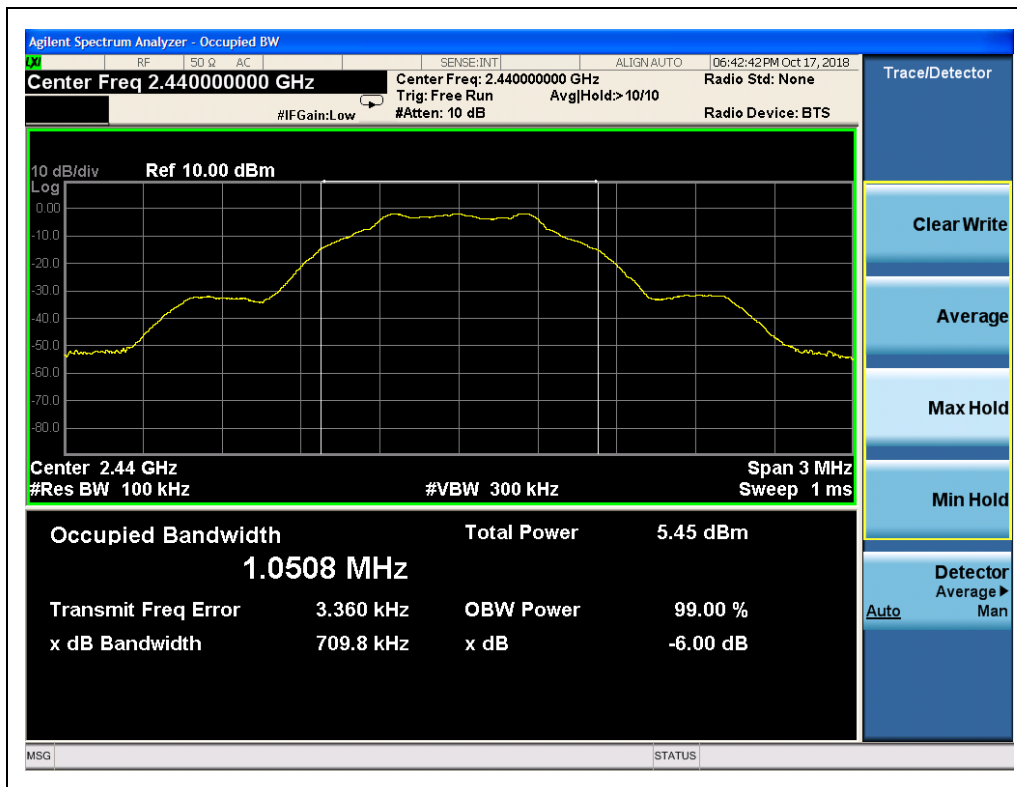 Agilent Spectrum Analyzer - Occupied BW
LXI RF 50 Ω AC SENSE:INT ALIGN AUTO 06:42:42 PM Oct 17, 2018
Center Freq 2.440000000 GHz
Center Freq: 2.440000000 GHz
Radio Std: None
Trig: Free Run Avg|Hold:> 10/10
#IFGain:Low
#Atten: 10 dB
Radio Device: BTS
10 dB/div Ref 10.00 dBm
Log
0.00
-10.0
-20.0
-30.0
-40.0
-50.0
-60.0
-70.0
-80.0
Center 2.44 GHz Span 3 MHz
#Res BW 100 kHz #VBW 300 kHz Sweep 1 ms
Occupied Bandwidth Total Power 5.45 dBm
1.0508 MHz
Transmit Freq Error 3.360 kHz OBW Power 99.00 %
x dB Bandwidth 709.8 kHz x dB -6.00 dB
Trace/Detector
Clear Write
Average
Max Hold
Min Hold
Detector
Average▶
Auto Man
MSG STATUS